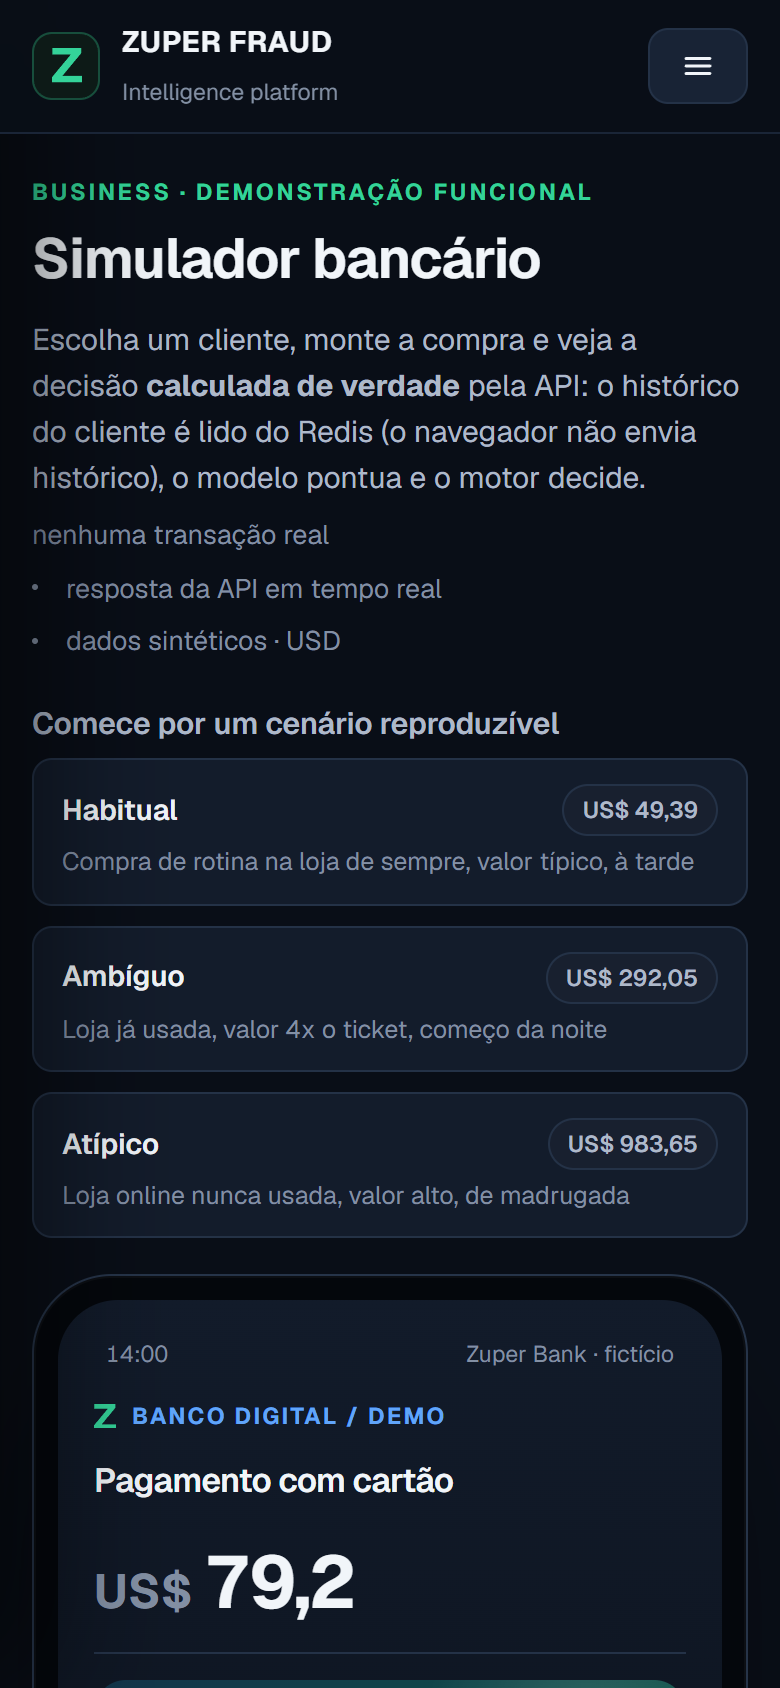 Z
ZUPER FRAUD
Intelligence platform
BUSINESS · DEMONSTRAÇÃO FUNCIONAL
Simulador bancário
Escolha um cliente, monte a compra e veja a
decisão calculada de verdade pela API: o histórico
do cliente é lido do Redis (o navegador não envia
histórico), o modelo pontua e o motor decide.
nenhuma transação real
• resposta da API em tempo real
• dados sintéticos · USD
Comece por um cenário reproduzível
Habitual
US$ 49,39
Compra de rotina na loja de sempre, valor típico, à tarde
Ambíguo
US$ 292,05
Loja já usada, valor 4x o ticket, começo da noite
Atípico
US$ 983,65
Loja online nunca usada, valor alto, de madrugada
14:00
Zuper Bank · fictício
Z BANCO DIGITAL / DEMO
Pagamento com cartão
US$ 79,2